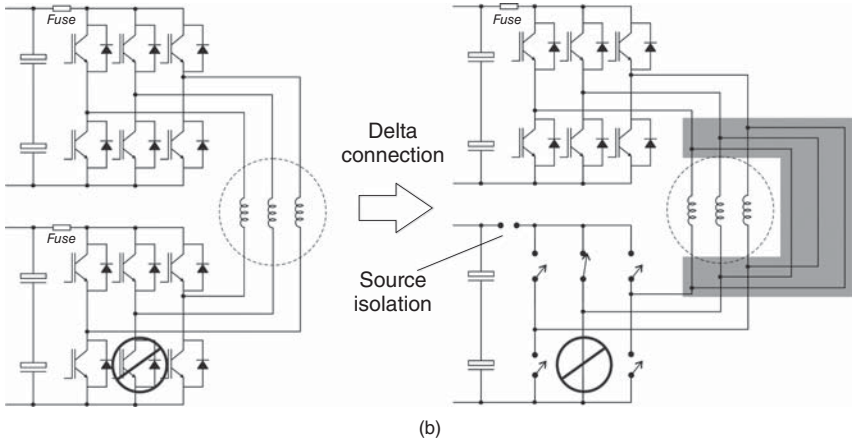 Fuse
Fuse
Delta
connection
Fuse
Source
isolation
(b)